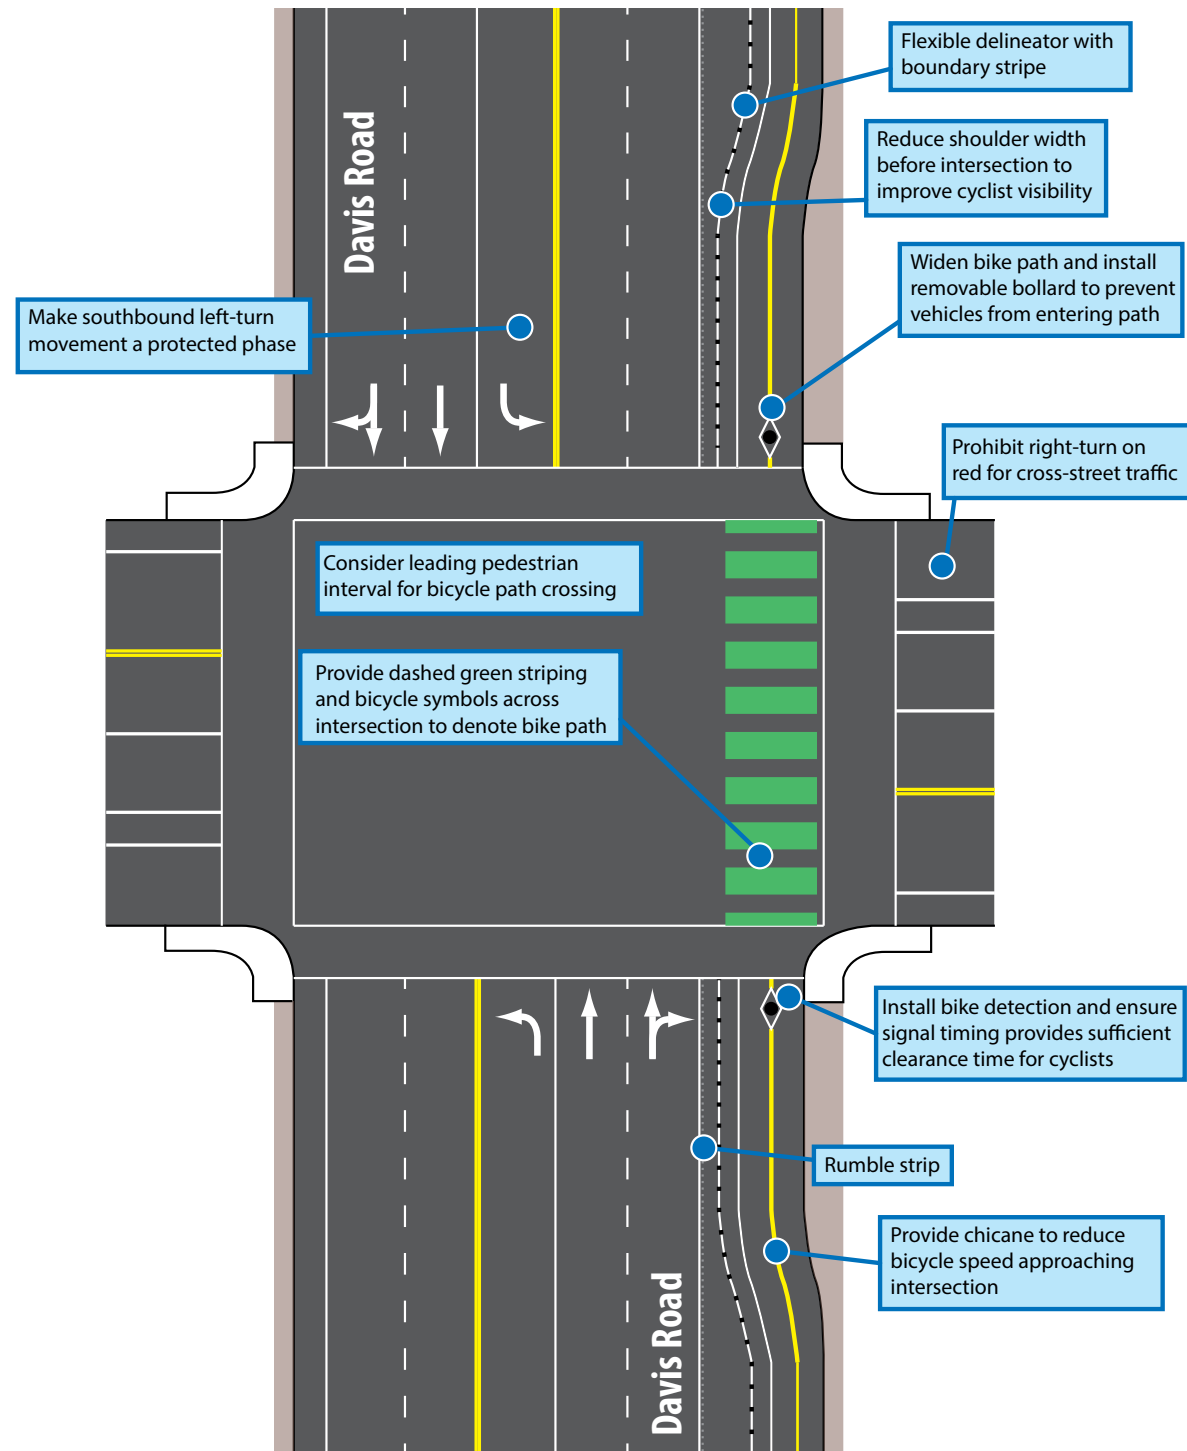 Flexible delineator with
boundary stripe
Davis Road
Reduce shoulder width
before intersection to
improve cyclist visibility
Widen bike path and install
removable bollard to prevent
vehicles from entering path
Make southbound left-turn
movement a protected phase
Prohibit right-turn on
red for cross-street traffic
Consider leading pedestrian
interval for bicycle path crossing
Provide dashed green striping
and bicycle symbols across
intersection to denote bike path
Install bike detection and ensure
signal timing provides sufficient
clearance time for cyclists
Rumble strip
Provide chicane to reduce
bicycle speed approaching
intersection
Davis Road